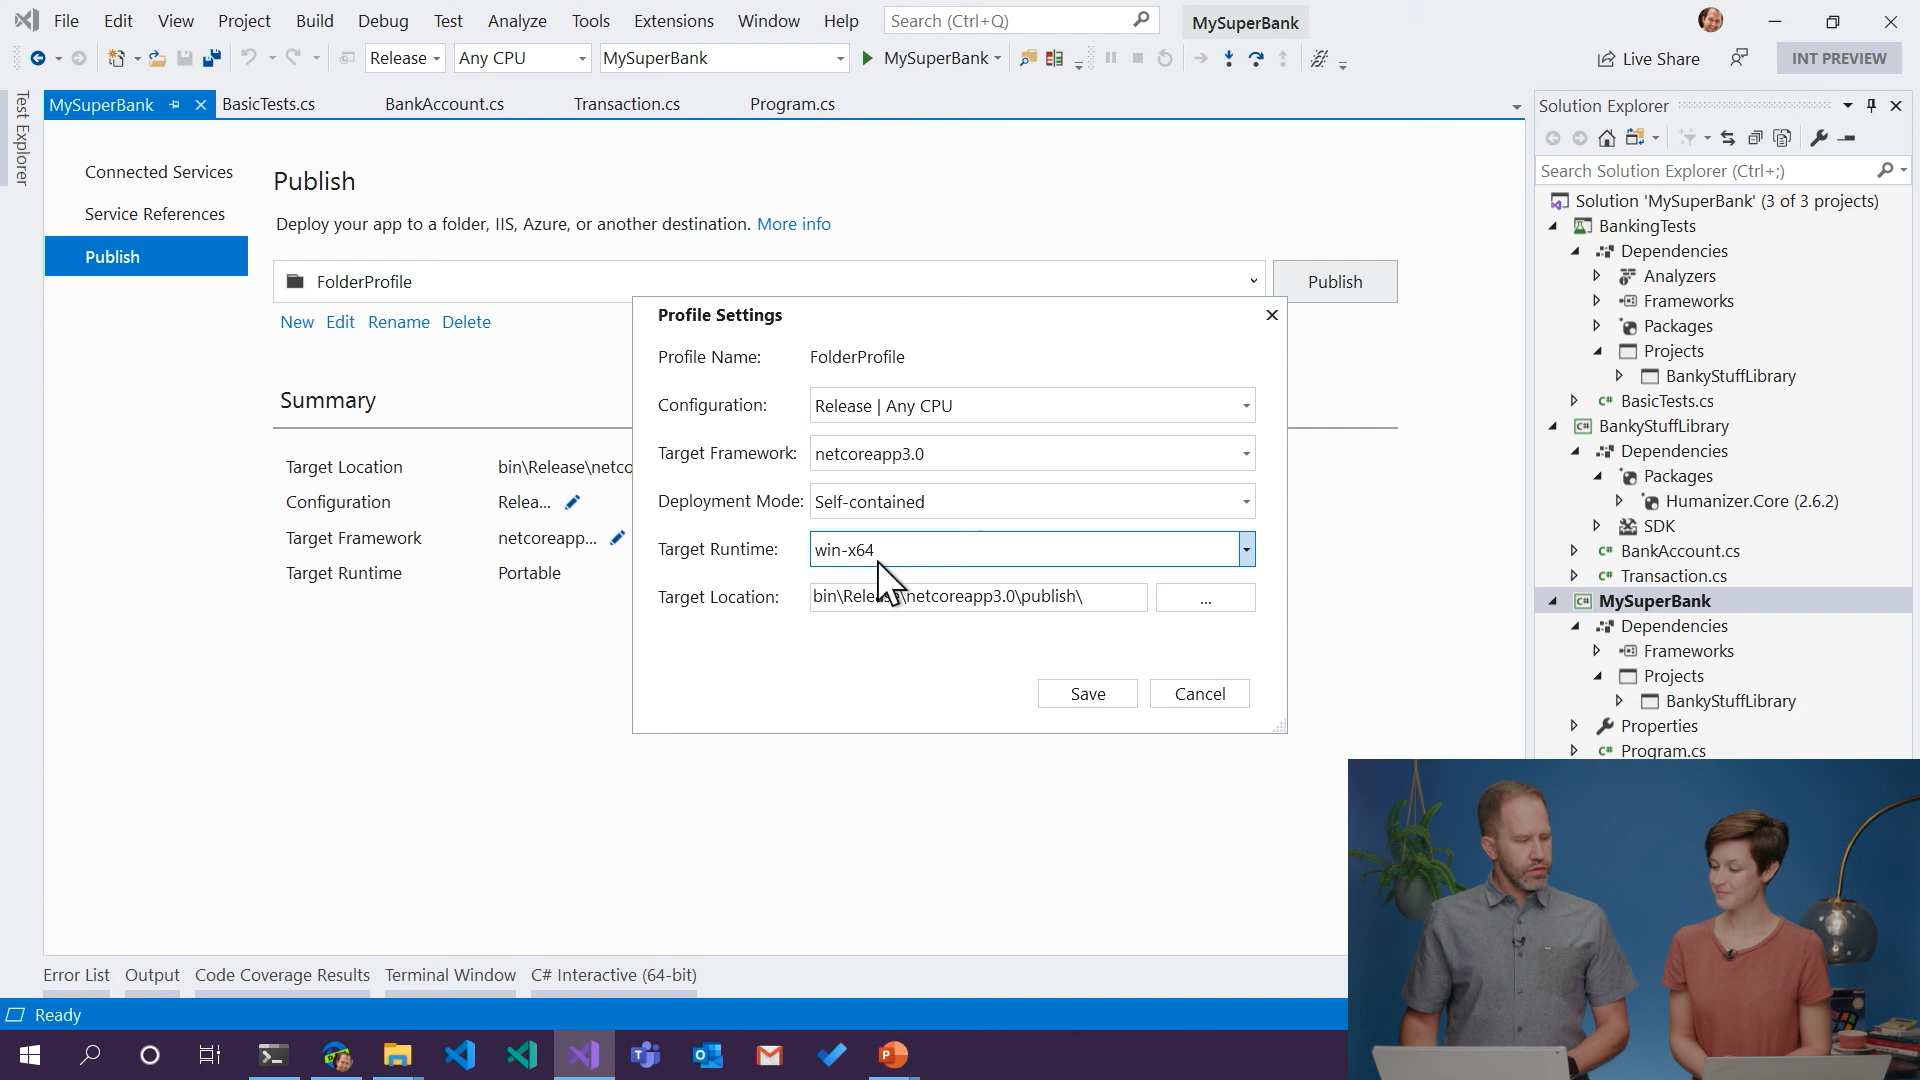 File Edit View Project Build Debug Test Analyze Tools Extensions Window Help Search (Ctrl+Q) MySuperBank
Release Any CPU MySuperBank MySuperBank Live Share INT PREVIEW
Test Explorer
MySuperBank BasicTests.cs BankAccount.cs Transaction.cs Program.cs
Connected Services
Service References
Publish
Publish
Deploy your app to a folder, IIS, Azure, or another destination. More info
FolderProfile Publish
New Edit Rename Delete
Summary
Target Location bin\Release\netco
Configuration Relea...
Target Framework netcoreapp...
Target Runtime Portable
Profile Settings
Profile Name: FolderProfile
Configuration: Release | Any CPU
Target Framework: netcoreapp3.0
Deployment Mode: Self-contained
Target Runtime: win-x64
Target Location: bin\Release\netcoreapp3.0\publish\ ...
Save Cancel
Solution Explorer
Search Solution Explorer (Ctrl+;)
Solution 'MySuperBank' (3 of 3 projects)
BankingTests
Dependencies
Analyzers
Frameworks
Packages
Projects
BankyStuffLibrary
C# BasicTests.cs
C# BankyStuffLibrary
Dependencies
Packages
Humanizer.Core (2.6.2)
SDK
C# BankAccount.cs
C# Transaction.cs
C# MySuperBank
Dependencies
Frameworks
Projects
BankyStuffLibrary
Properties
C# Program.cs
Error List Output Code Coverage Results Terminal Window C# Interactive (64-bit)
Ready